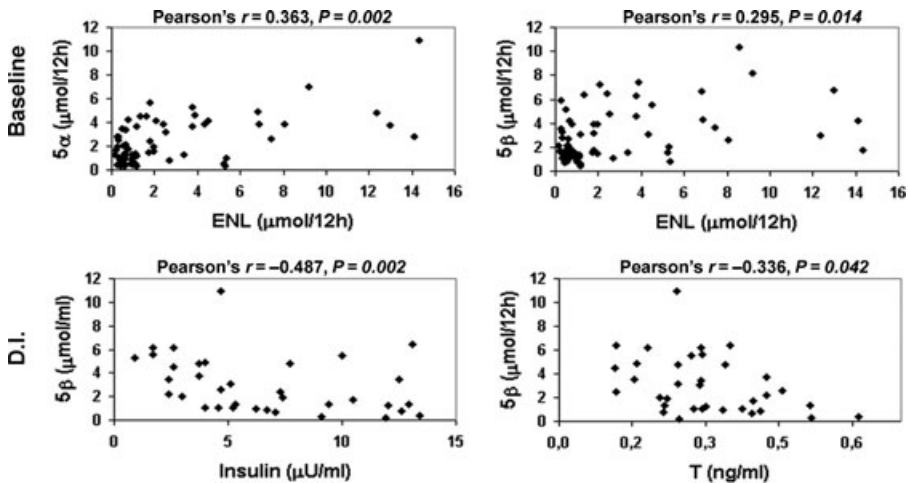 Pearson's r = 0.363, P = 0.002
Baseline
5α (μmol/12h)
12
10
8
6
4
2
0
0 2 4 6 8 10 12 14 16
ENL (μmol/12h)
Pearson's r = 0.295, P = 0.014
5β (μmol/12h)
12
10
8
6
4
2
0
0 2 4 6 8 10 12 14 16
ENL (μmol/12h)
Pearson's r = –0.487, P = 0.002
D.I.
5β (μmol/ml)
12
10
8
6
4
2
0
0 5 10 15
Insulin (μU/ml)
Pearson's r = –0.336, P = 0.042
5β (μmol/12h)
12
10
8
6
4
2
0
0,0 0,2 0,3 0,5 0,6
T (ng/ml)